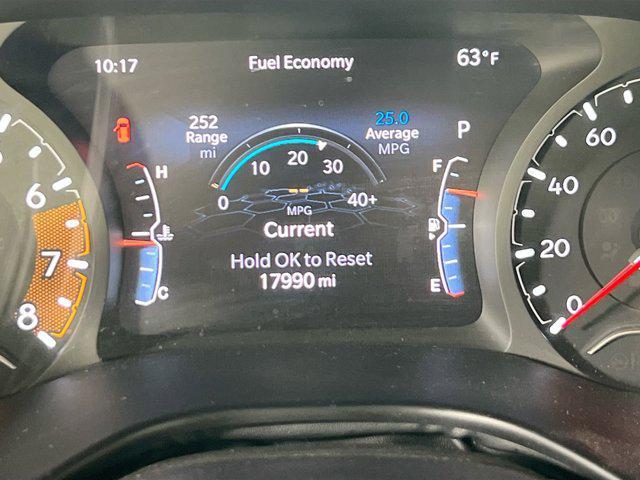 10:17
Fuel Economy
63°F
252
Range
mi
25.0
Average
MPG
P
H
C
F
E
0
10
20
30
40+
MPG
Current
Hold OK to Reset
17990 mi
6
7
8
60
40
20
0